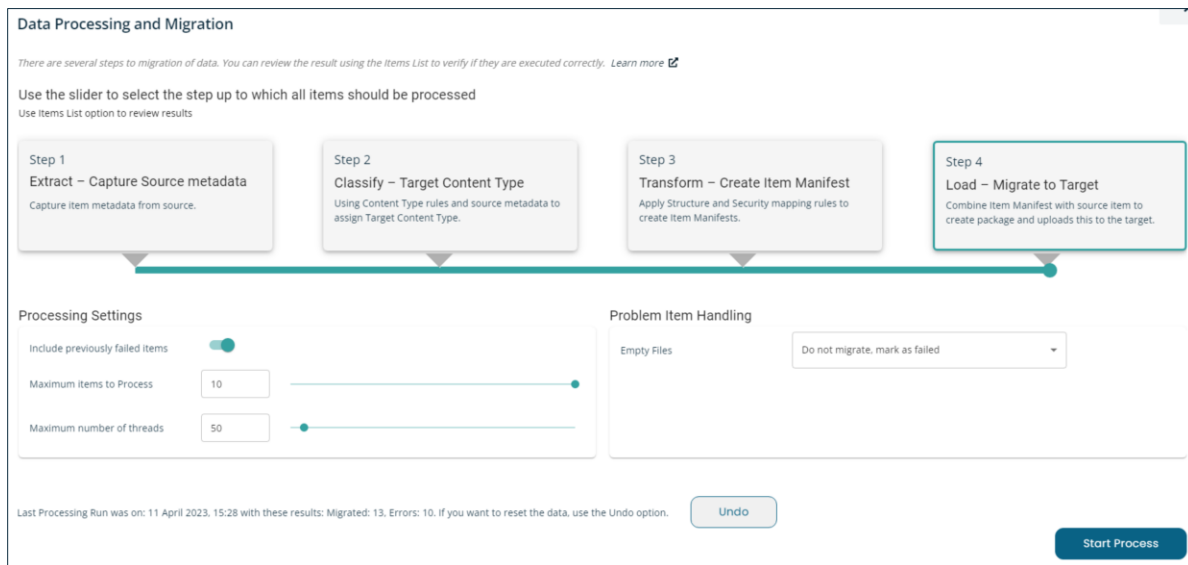 Data Processing and Migration
There are several steps to migration of data. You can review the result using the Items List to verify if they are executed correctly. Learn more
Use the slider to select the step up to which all items should be processed
Use Items List option to review results
Step 1
Extract – Capture Source metadata
Capture item metadata from source.
Step 2
Classify – Target Content Type
Using Content Type rules and source metadata to
assign Target Content Type.
Step 3
Transform – Create Item Manifest
Apply Structure and Security mapping rules to
create Item Manifests.
Step 4
Load – Migrate to Target
Combine Item Manifest with source item to
create package and uploads this to the target.
Processing Settings
Include previously failed items
Maximum items to Process
10
Maximum number of threads
50
Problem Item Handling
Empty Files
Do not migrate, mark as failed
Last Processing Run was on: 11 April 2023, 15:28 with these results: Migrated: 13, Errors: 10. If you want to reset the data, use the Undo option.
Undo
Start Process